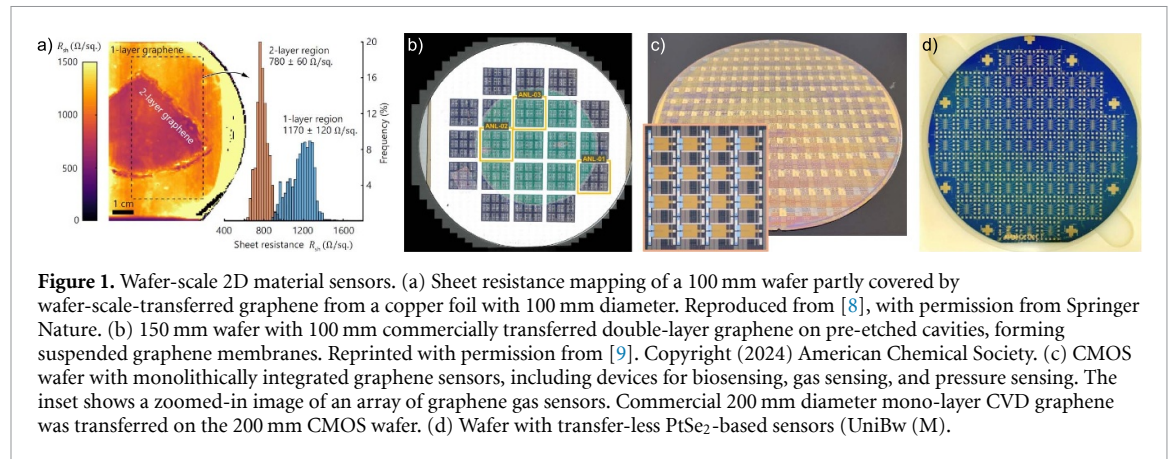 a) Rsh (Ω/sq.)
1500
1000
500
0
1-layer graphene
2-layer graphene
1 cm
2-layer region
780 ± 60 Ω/sq.
1-layer region
1170 ± 120 Ω/sq.
20
16
12
8
4
Frequency (%)
400 800 1200 1600
Sheet resistance Rsh (Ω/sq.)
b)
ANL-03
ANL-02
ANL-01
c)
d)
Figure 1. Wafer-scale 2D material sensors. (a) Sheet resistance mapping of a 100 mm wafer partly covered by
wafer-scale-transferred graphene from a copper foil with 100 mm diameter. Reproduced from [8], with permission from Springer
Nature. (b) 150 mm wafer with 100 mm commercially transferred double-layer graphene on pre-etched cavities, forming
suspended graphene membranes. Reprinted with permission from [9]. Copyright (2024) American Chemical Society. (c) CMOS
wafer with monolithically integrated graphene sensors, including devices for biosensing, gas sensing, and pressure sensing. The
inset shows a zoomed-in image of an array of graphene gas sensors. Commercial 200 mm diameter mono-layer CVD graphene
was transferred on the 200 mm CMOS wafer. (d) Wafer with transfer-less PtSe₂-based sensors (UniBw (M).